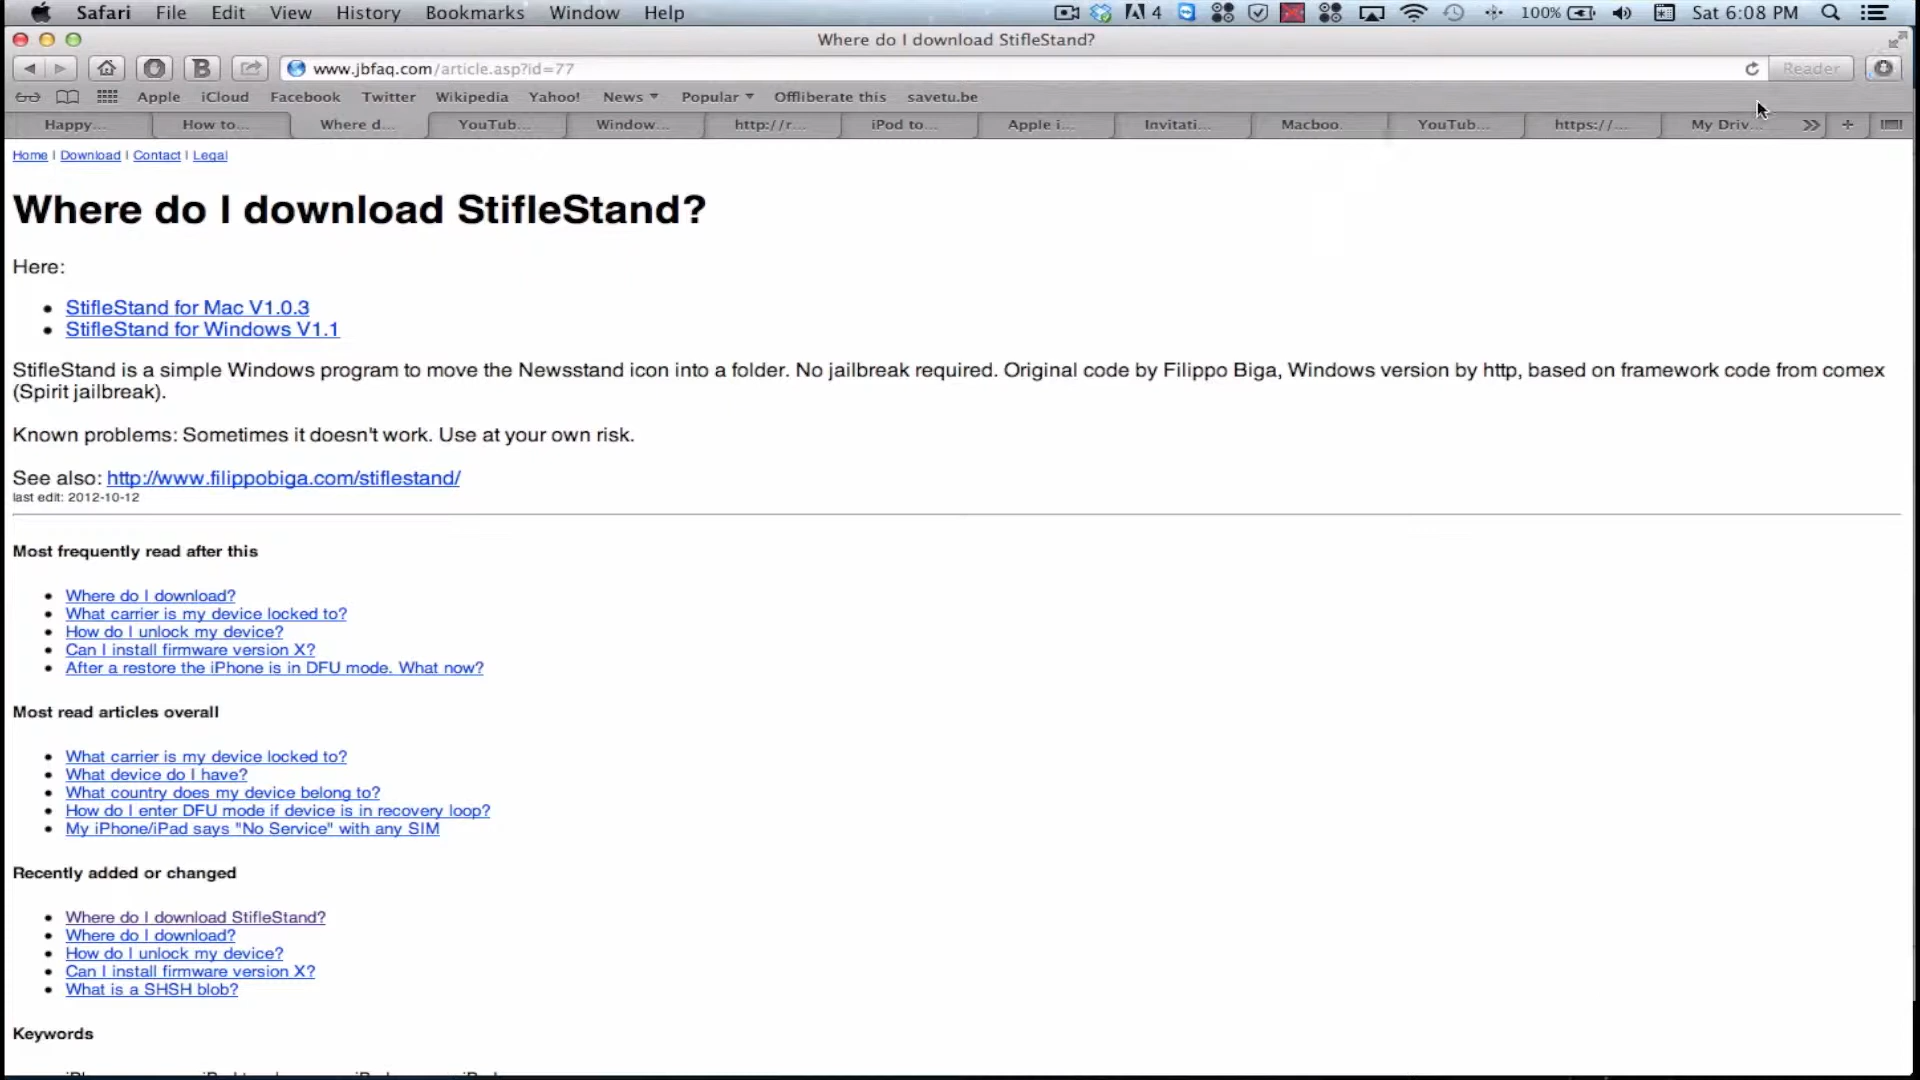 Safari File Edit View History Bookmarks Window Help 4 100% Sat 6:08 PM
Where do I download StifleStand?
www.jbfaq.com/article.asp?id=77 Reader
Apple iCloud Facebook Twitter Wikipedia Yahoo! News Popular Offliberate this savetu.be
Happy... How to... Where d... YouTub... Window... http://r... iPod to... Apple i... Invitati... Macboo... YouTub... https://... My Driv...
Home | Download | Contact | Legal
Where do I download StifleStand?
Here:
StifleStand for Mac V1.0.3
StifleStand for Windows V1.1
StifleStand is a simple Windows program to move the Newsstand icon into a folder. No jailbreak required. Original code by Filippo Biga, Windows version by http, based on framework code from comex
(Spirit jailbreak).
Known problems: Sometimes it doesn't work. Use at your own risk.
See also: http://www.filippobiga.com/stiflestand/
last edit: 2012-10-12
Most frequently read after this
Where do I download?
What carrier is my device locked to?
How do I unlock my device?
Can I install firmware version X?
After a restore the iPhone is in DFU mode. What now?
Most read articles overall
What carrier is my device locked to?
What device do I have?
What country does my device belong to?
How do I enter DFU mode if device is in recovery loop?
My iPhone/iPad says "No Service" with any SIM
Recently added or changed
Where do I download StifleStand?
Where do I download?
How do I unlock my device?
Can I install firmware version X?
What is a SHSH blob?
Keywords